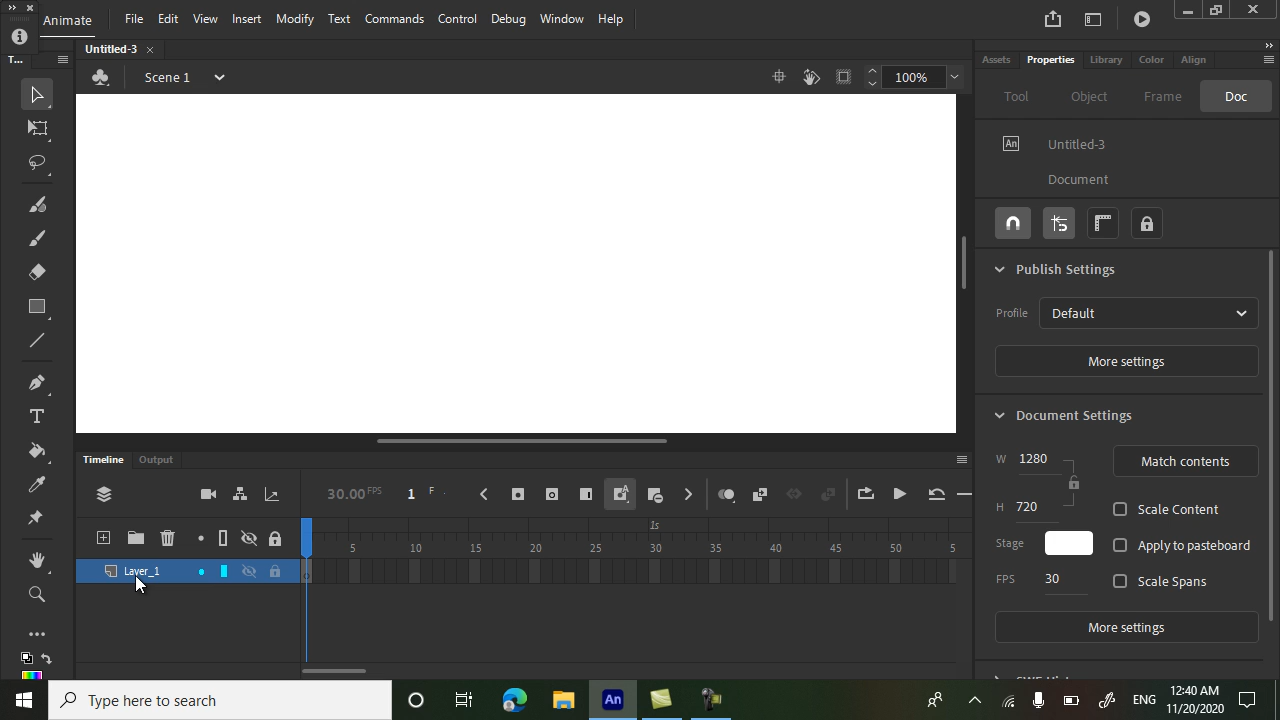 Animate File Edit View Insert Modify Text Commands Control Debug Window Help
T...
Untitled-3
Assets Properties Library Color Align
Scene 1 100%
Tool Object Frame Doc
An Untitled-3
Document
Publish Settings
Profile Default
More settings
Document Settings
W 1280 Match contents
H 720 Scale Content
Stage Apply to pasteboard
FPS 30 Scale Spans
More settings
Timeline Output
30.00 FPS 1 F
1s
5 10 15 20 25 30 35 40 45 50 5
Layer_1
Type here to search
An
ENG
12:40 AM
11/20/2020